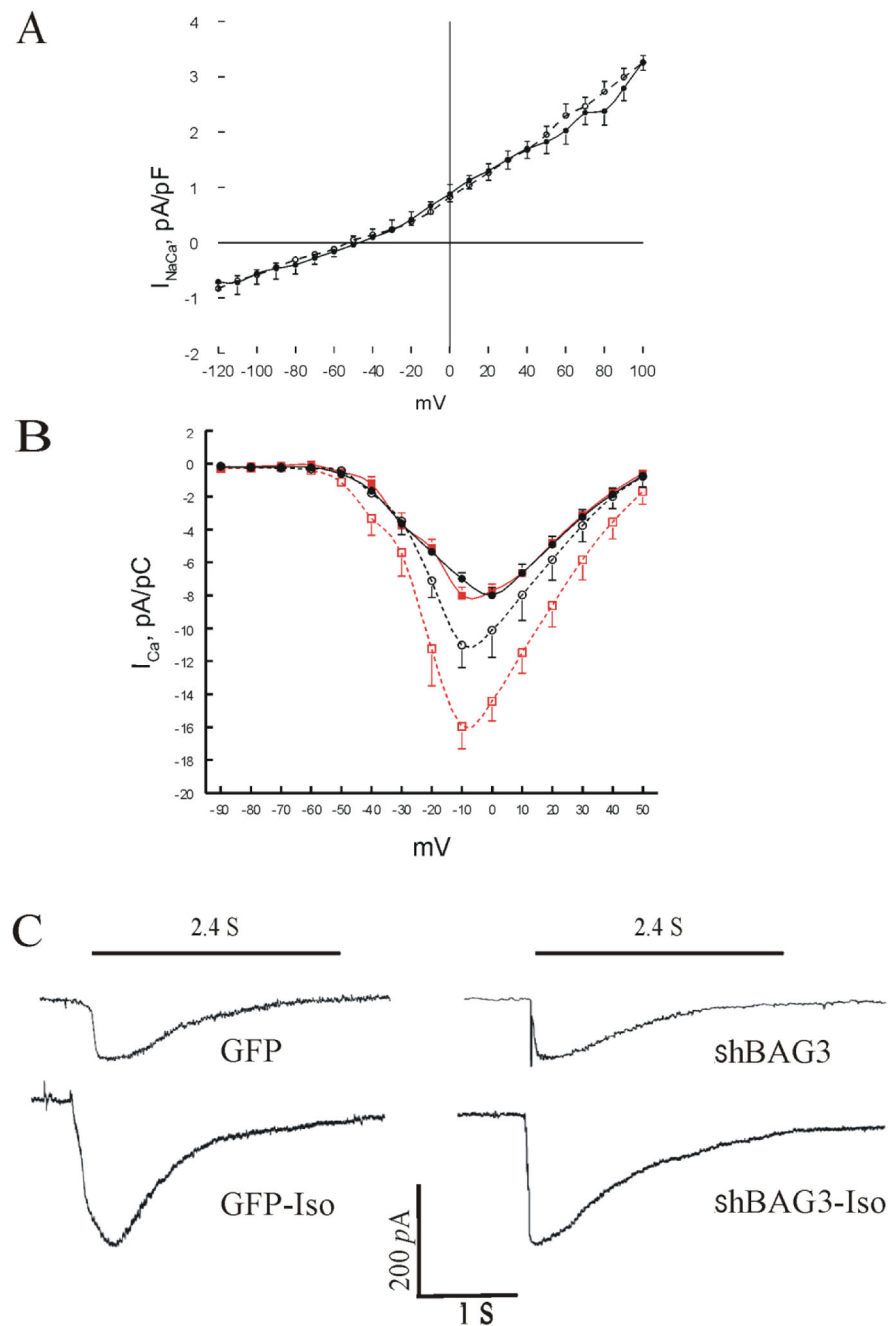 A
4
3
2
1
0
-1
-2
I_NaCa, pA/pF
-120 -100 -80 -60 -40 -20 0 20 40 60 80 100
mV
B
2
0
-2
-4
-6
-8
-10
-12
-14
-16
-18
-20
I_Ca, pA/pC
-90 -80 -70 -60 -50 -40 -30 -20 -10 0 10 20 30 40 50
mV
C
2.4 S 2.4 S
GFP shBAG3
GFP-Iso shBAG3-Iso
200 pA
1 S